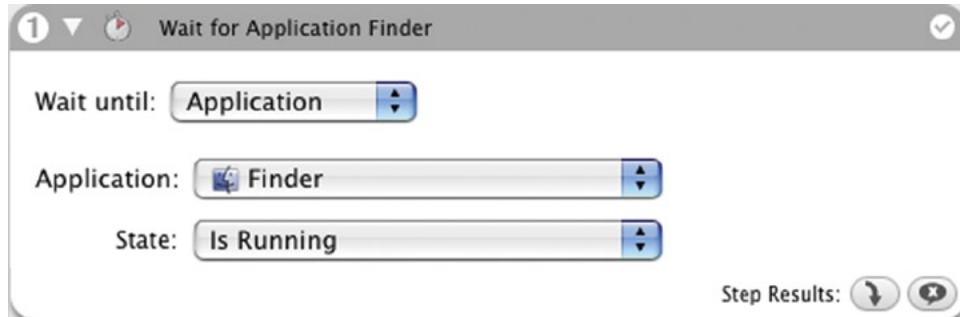 1 Wait for Application Finder
Wait until: Application
Application: Finder
State: Is Running
Step Results: